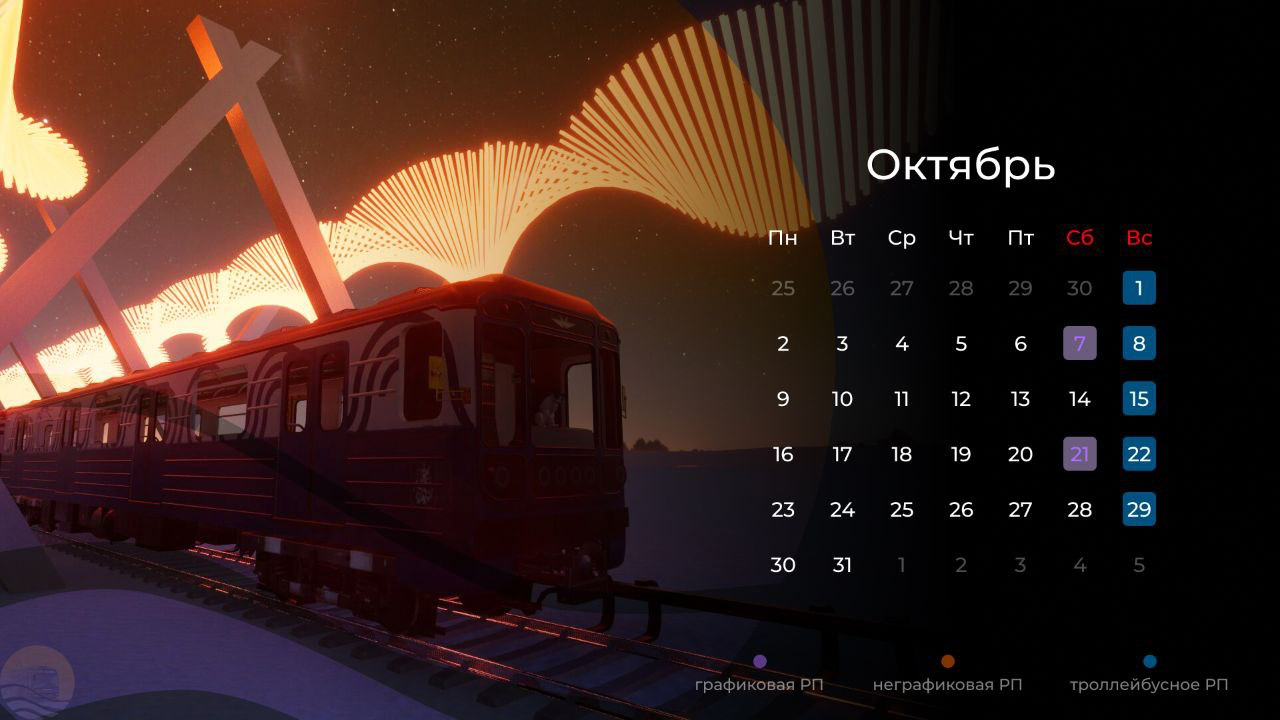 Октябрь
Пн Вт Ср Чт Пт Сб Вс
25 26 27 28 29 30 1
2 3 4 5 6 7 8
9 10 11 12 13 14 15
16 17 18 19 20 21 22
23 24 25 26 27 28 29
30 31 1 2 3 4 5
графиковая РП неграфиковая РП троллейбусное РП